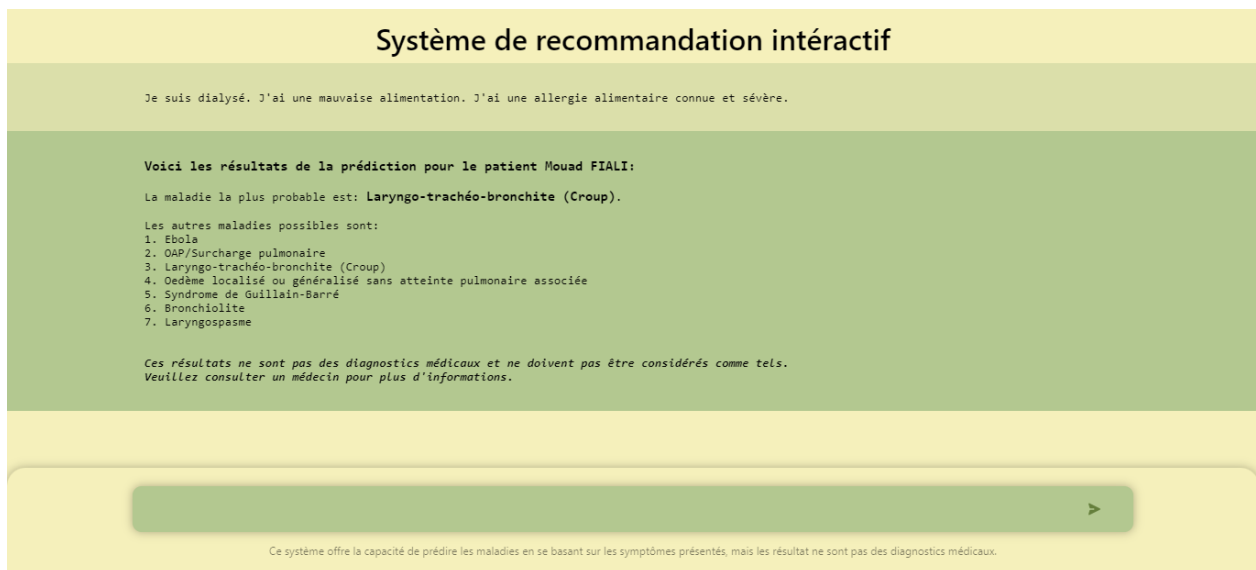 Système de recommandation intéractif
Je suis dialysé. J'ai une mauvaise alimentation. J'ai une allergie alimentaire connue et sévère.
Voici les résultats de la prédiction pour le patient Mouad FIALI:
La maladie la plus probable est: Laryngo-trachéo-bronchite (Croup).
Les autres maladies possibles sont:
1. Ebola
2. OAP/Surcharge pulmonaire
3. Laryngo-trachéo-bronchite (Croup)
4. Oedème localisé ou généralisé sans atteinte pulmonaire associée
5. Syndrome de Guillain-Barré
6. Bronchiolite
7. Laryngospasme
Ces résultats ne sont pas des diagnostics médicaux et ne doivent pas être considérés comme tels.
Veuillez consulter un médecin pour plus d'informations.
Ce système offre la capacité de prédire les maladies en se basant sur les symptômes présentés, mais les résultat ne sont pas des diagnostics médicaux.